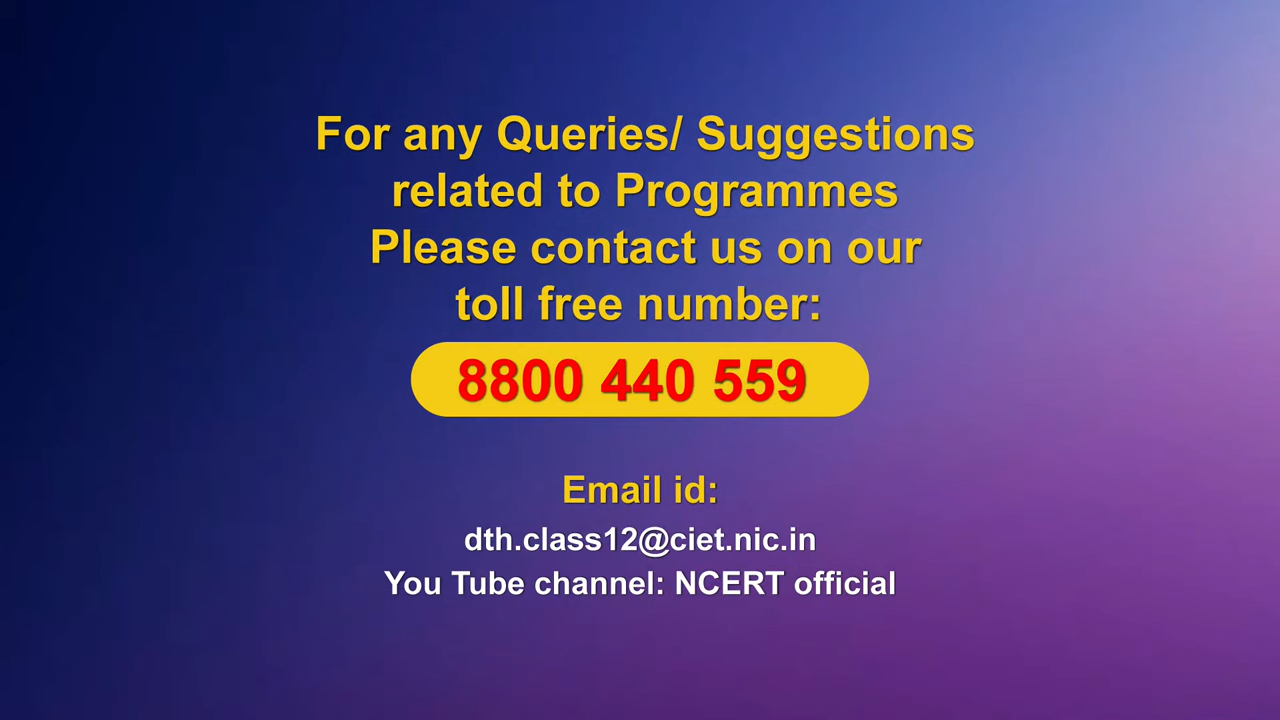 For any Queries/ Suggestions
related to Programmes
Please contact us on our
toll free number:
8800 440 559
Email id:
dth.class12@ciet.nic.in
You Tube channel: NCERT official